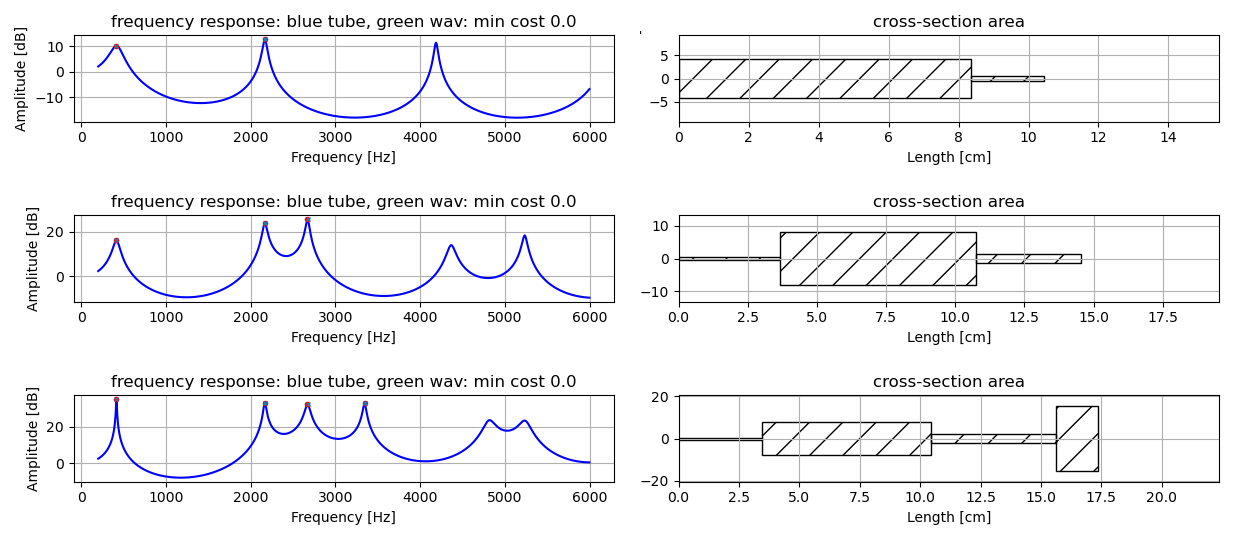 frequency response: blue tube, green wav: min cost 0.0
cross-section area
Amplitude [dB]
10
0
−10
0 1000 2000 3000 4000 5000 6000
Frequency [Hz]
5
0
−5
0 2 4 6 8 10 12 14
Length [cm]
frequency response: blue tube, green wav: min cost 0.0
cross-section area
Amplitude [dB]
20
0
0 1000 2000 3000 4000 5000 6000
Frequency [Hz]
10
0
−10
0.0 2.5 5.0 7.5 10.0 12.5 15.0 17.5
Length [cm]
frequency response: blue tube, green wav: min cost 0.0
cross-section area
Amplitude [dB]
20
0
0 1000 2000 3000 4000 5000 6000
Frequency [Hz]
20
0
−20
0.0 2.5 5.0 7.5 10.0 12.5 15.0 17.5 20.0
Length [cm]